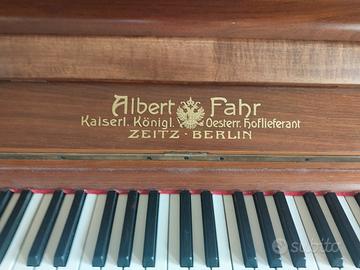 Albert Fahr
Kaiserl. Königl. Oesterr. Hoflieferant
ZEITZ · BERLIN
subito